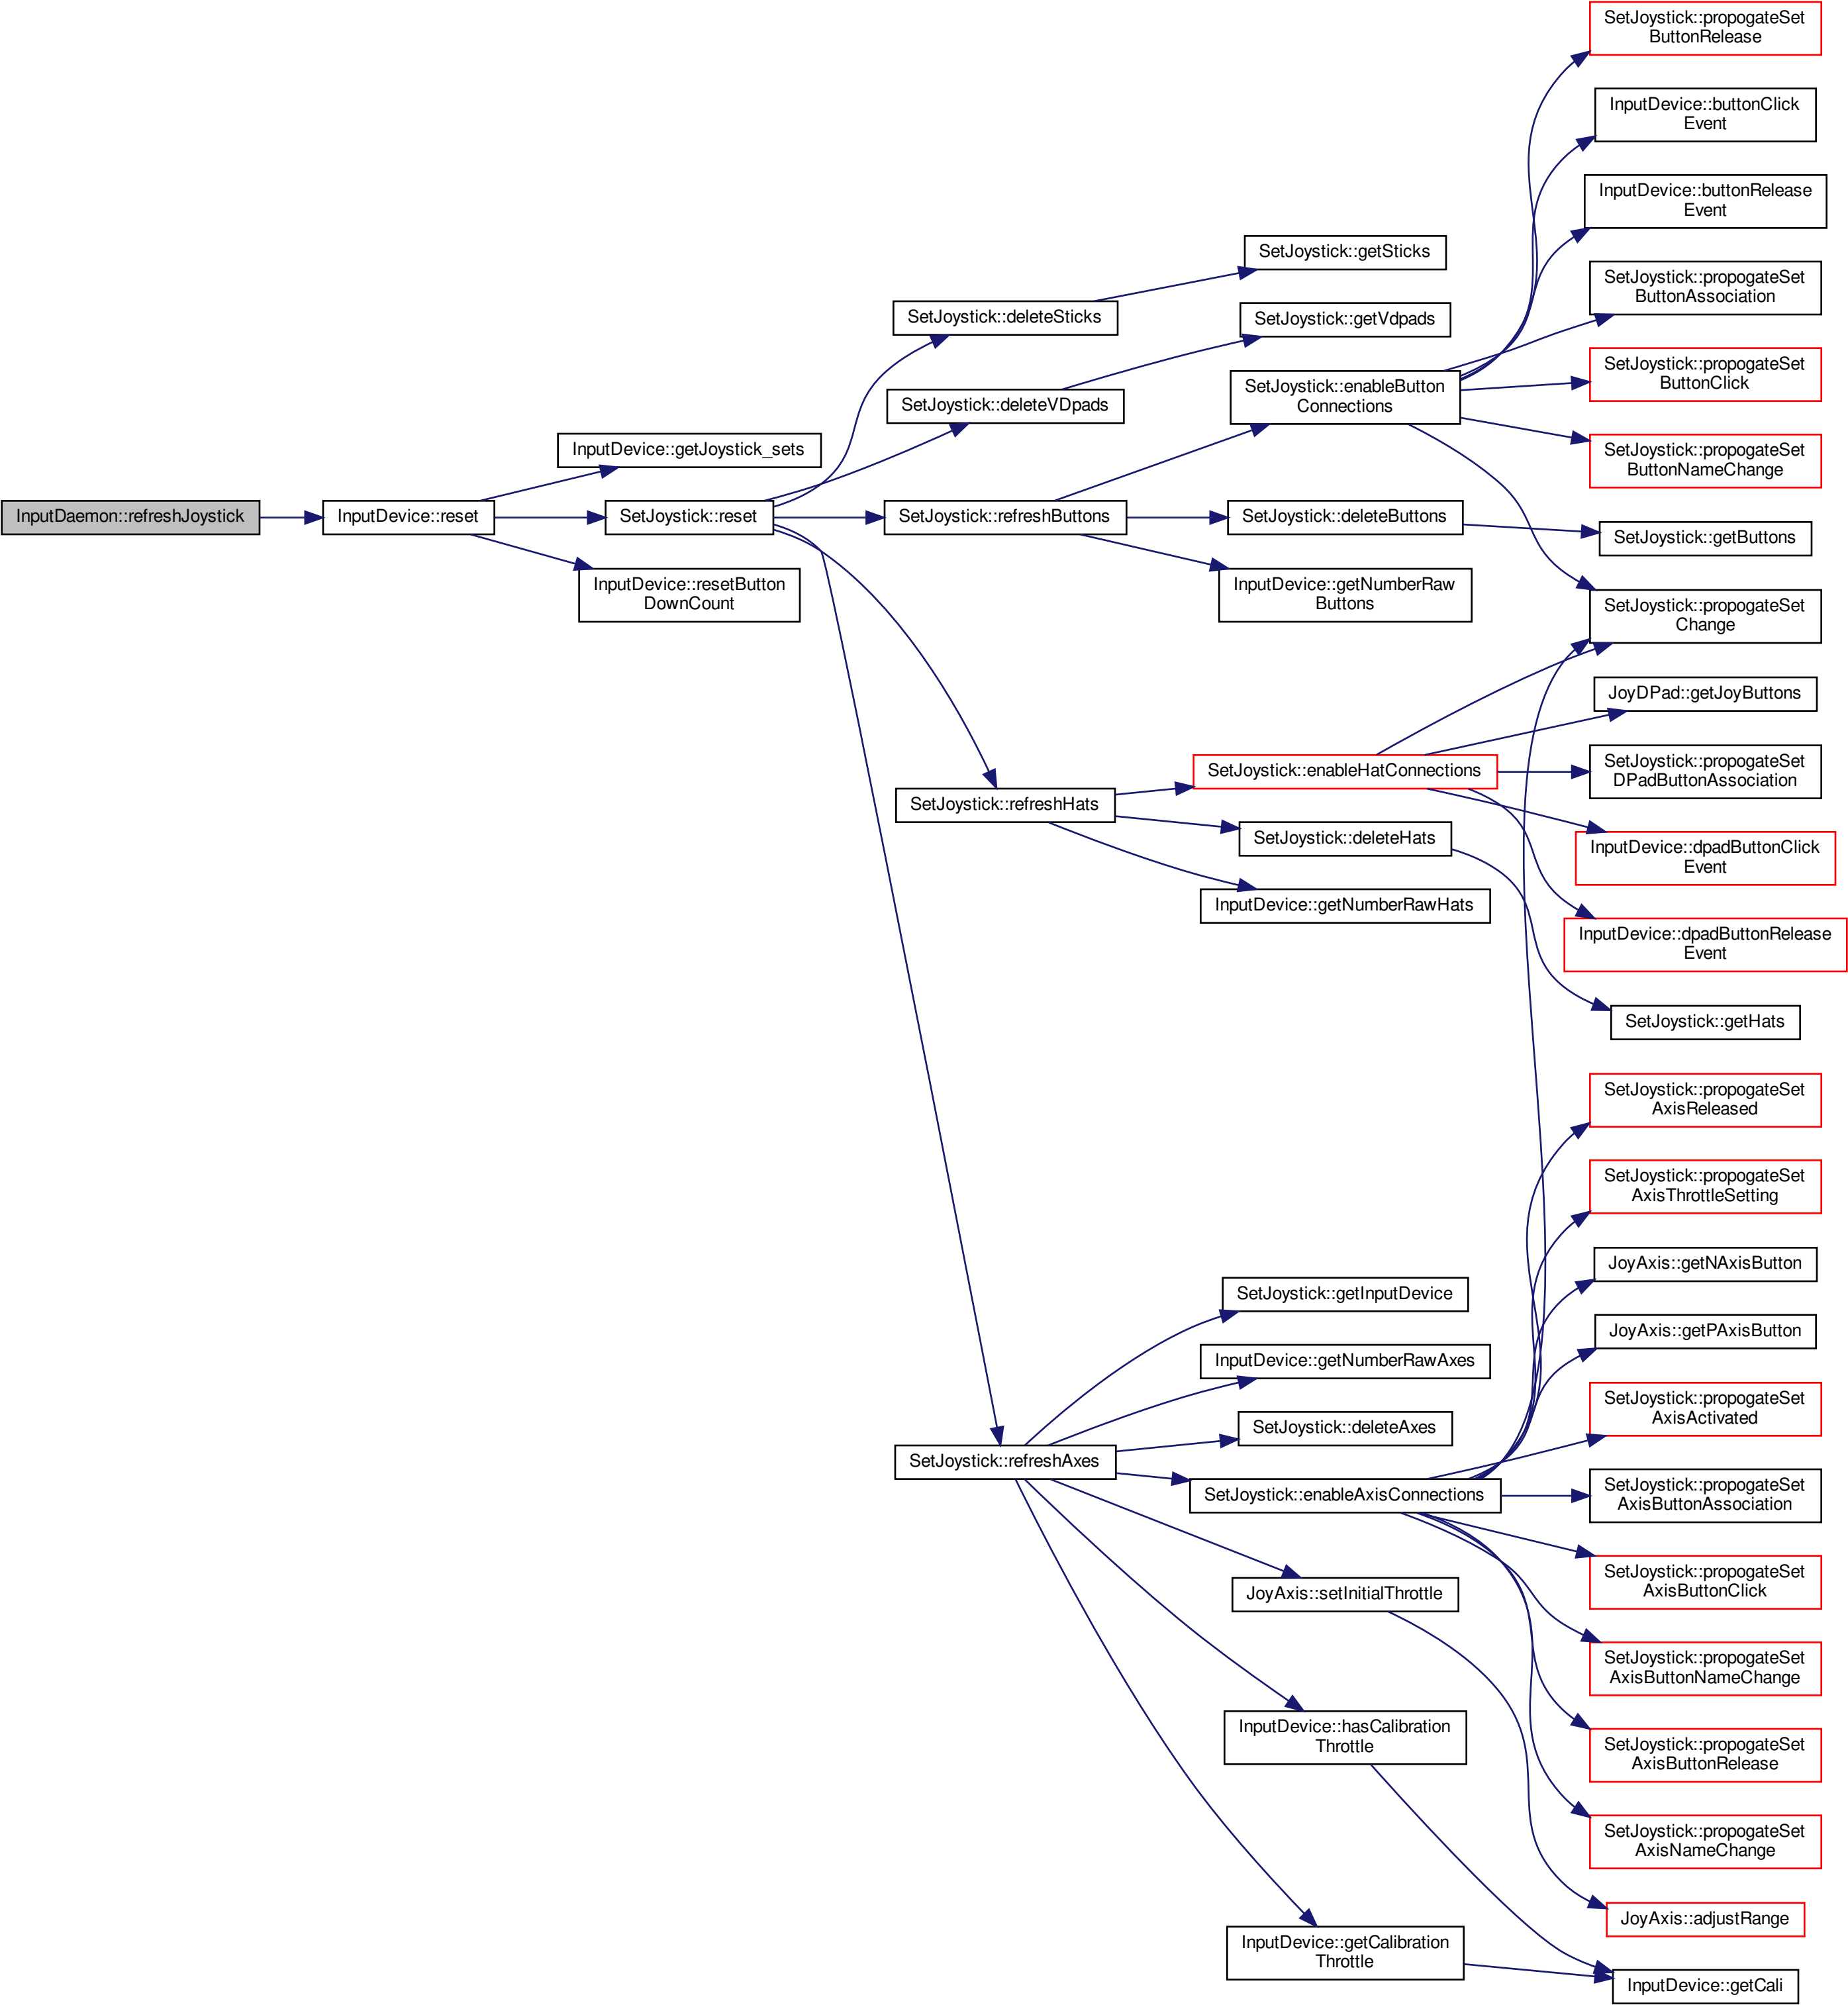 SetJoystick::propogateSet
ButtonRelease
InputDevice::buttonClick
Event
InputDevice::buttonRelease
Event
SetJoystick::getSticks
SetJoystick::propogateSet
ButtonAssociation
SetJoystick::deleteSticks
SetJoystick::getVdpads
SetJoystick::propogateSet
ButtonClick
SetJoystick::enableButton
Connections
SetJoystick::deleteVDpads
InputDevice::getJoystick_sets
SetJoystick::propogateSet
ButtonNameChange
InputDaemon::refreshJoystick
InputDevice::reset
SetJoystick::reset
SetJoystick::refreshButtons
SetJoystick::deleteButtons
SetJoystick::getButtons
InputDevice::resetButton
DownCount
InputDevice::getNumberRaw
Buttons
SetJoystick::propogateSet
Change
JoyDPad::getJoyButtons
SetJoystick::enableHatConnections
SetJoystick::propogateSet
DPadButtonAssociation
SetJoystick::refreshHats
SetJoystick::deleteHats
InputDevice::dpadButtonClick
Event
InputDevice::getNumberRawHats
InputDevice::dpadButtonRelease
Event
SetJoystick::getHats
SetJoystick::propogateSet
AxisReleased
SetJoystick::propogateSet
AxisThrottleSetting
JoyAxis::getNAxisButton
SetJoystick::getInputDevice
JoyAxis::getPAxisButton
InputDevice::getNumberRawAxes
SetJoystick::propogateSet
AxisActivated
SetJoystick::deleteAxes
SetJoystick::refreshAxes
SetJoystick::enableAxisConnections
SetJoystick::propogateSet
AxisButtonAssociation
JoyAxis::setInitialThrottle
SetJoystick::propogateSet
AxisButtonClick
SetJoystick::propogateSet
AxisButtonNameChange
InputDevice::hasCalibration
Throttle
SetJoystick::propogateSet
AxisButtonRelease
SetJoystick::propogateSet
AxisNameChange
JoyAxis::adjustRange
InputDevice::getCalibration
Throttle
InputDevice::getCali